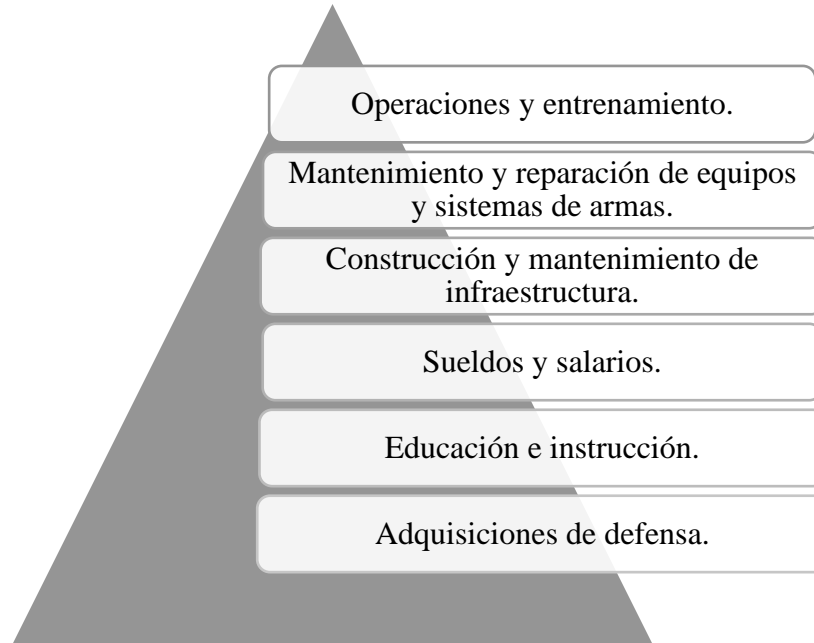 Operaciones y entrenamiento.
Mantenimiento y reparación de equipos
y sistemas de armas.
Construcción y mantenimiento de
infraestructura.
Sueldos y salarios.
Educación e instrucción.
Adquisiciones de defensa.